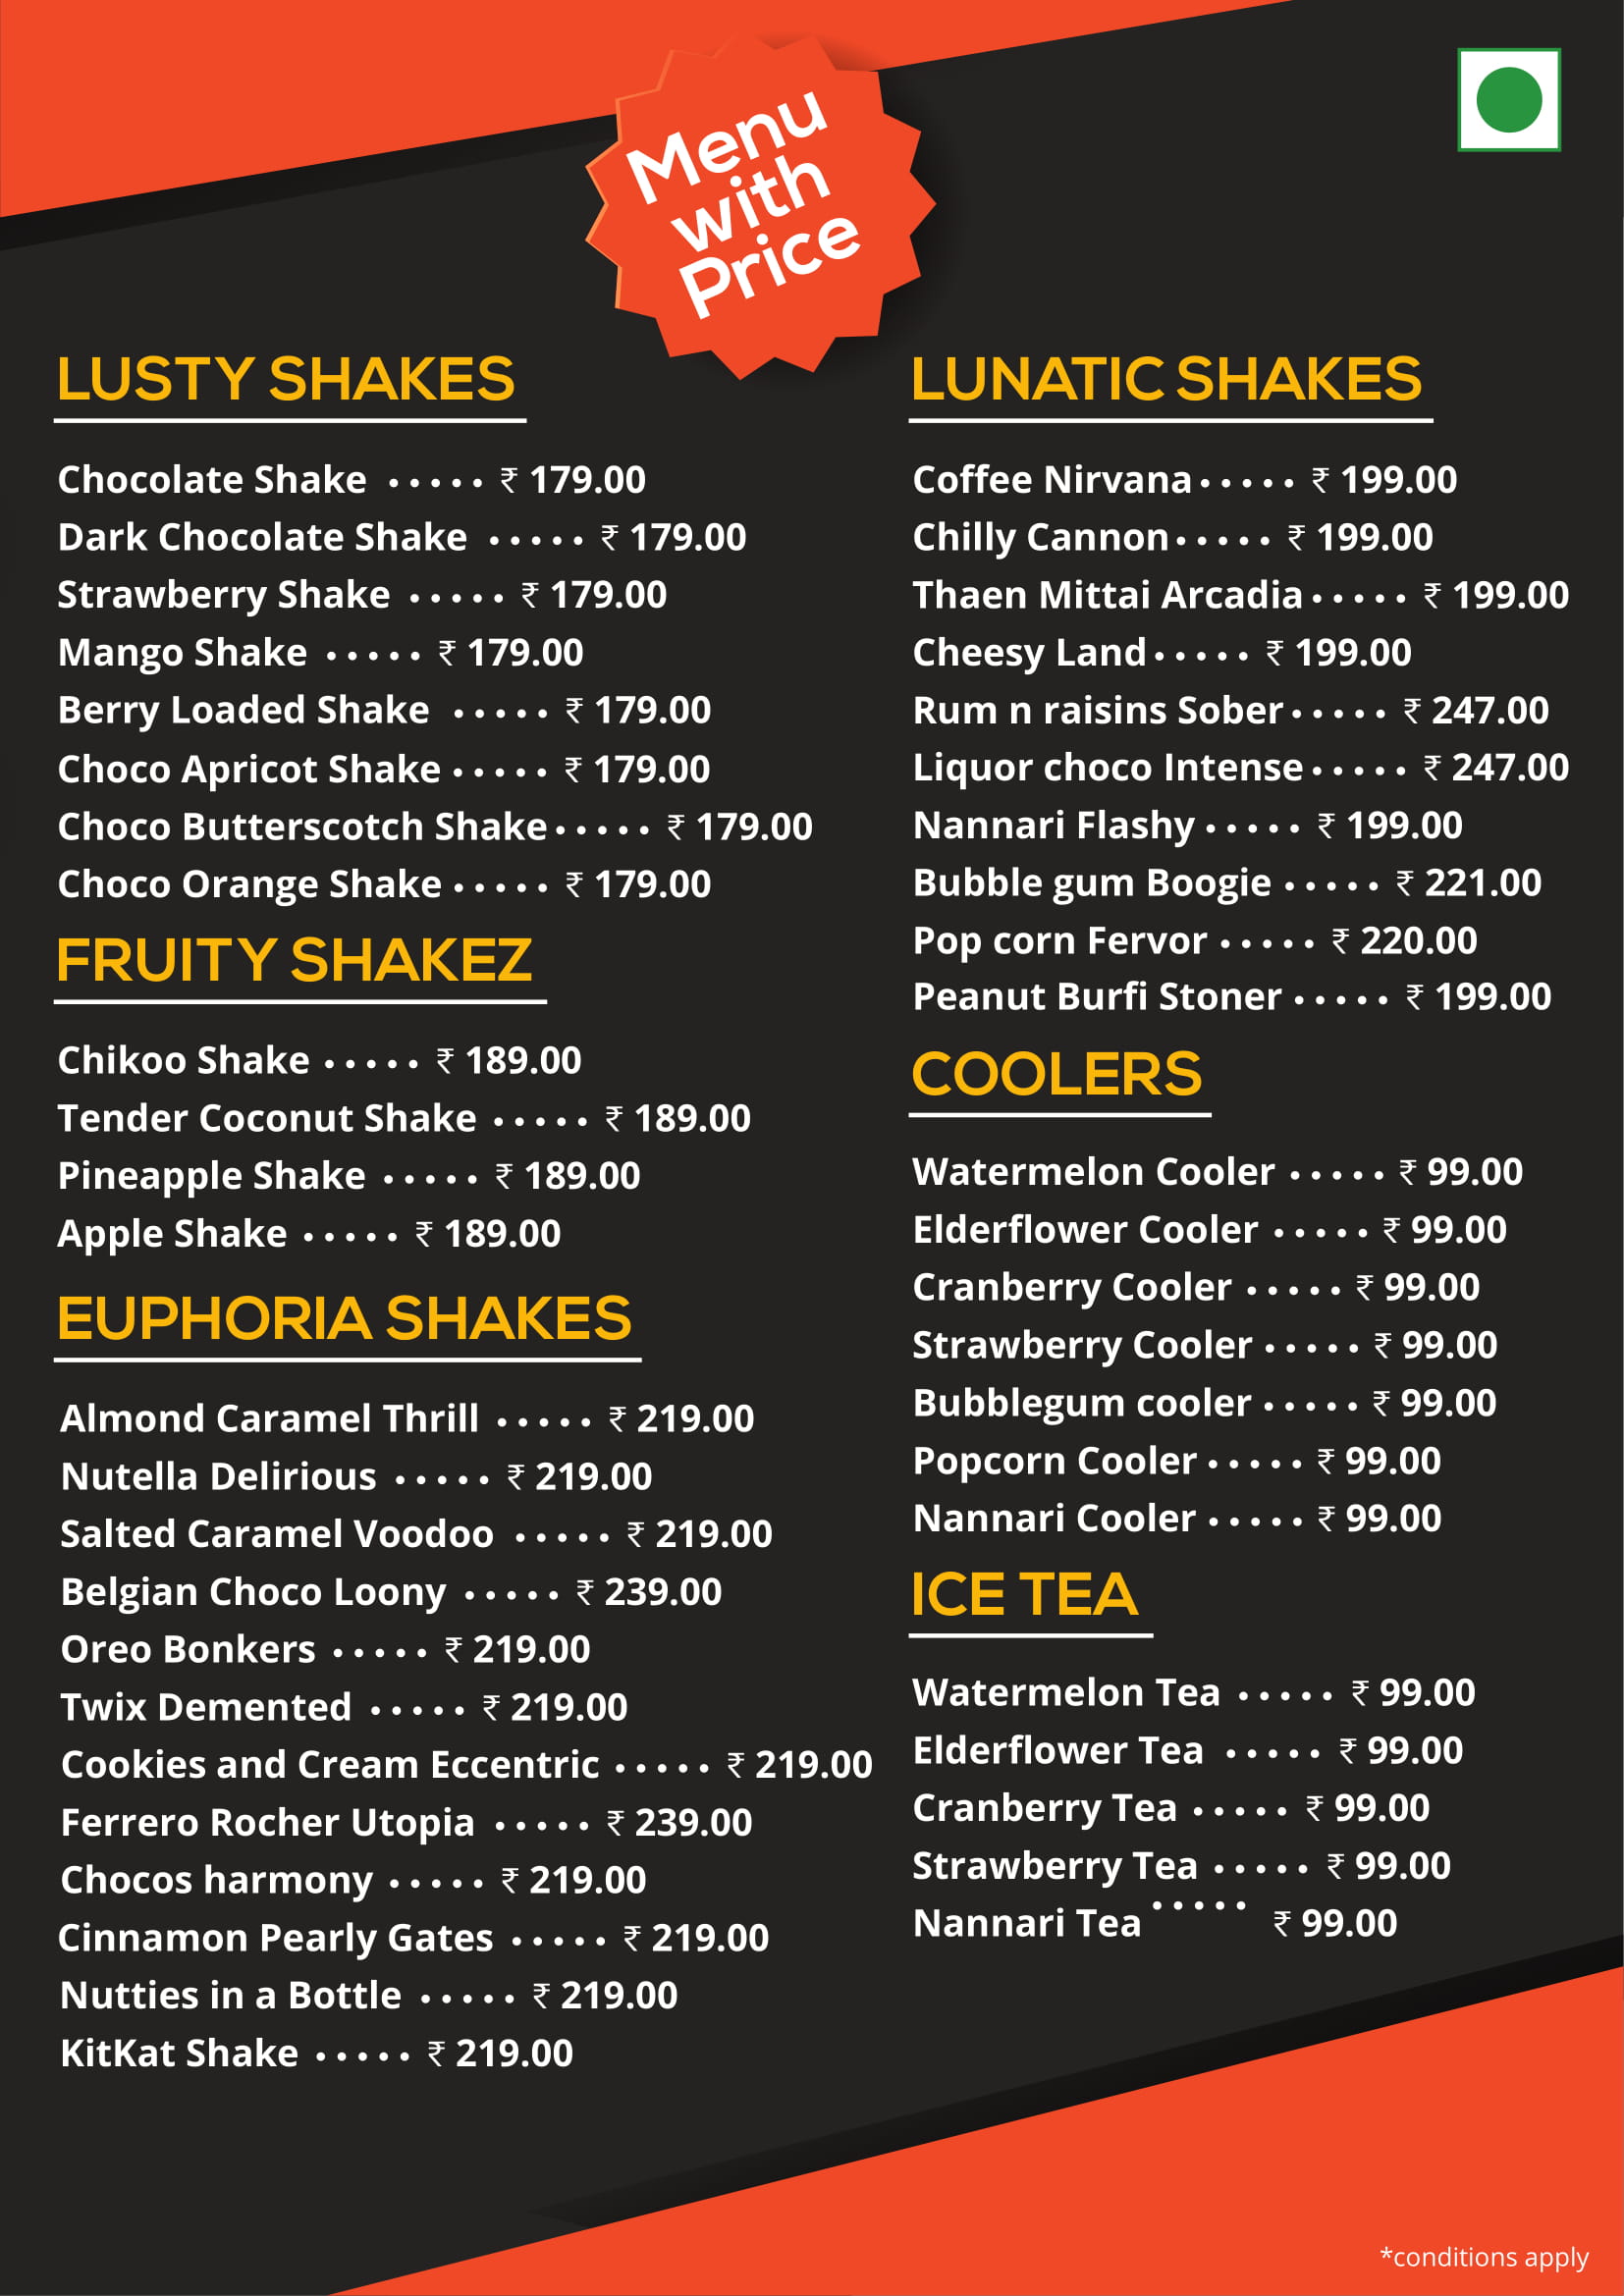 Menu
with
Price
LUSTY SHAKES
Chocolate Shake ····· ₹ 179.00
Dark Chocolate Shake ····· ₹ 179.00
Strawberry Shake ····· ₹ 179.00
Mango Shake ····· ₹ 179.00
Berry Loaded Shake ····· ₹ 179.00
Choco Apricot Shake ····· ₹ 179.00
Choco Butterscotch Shake ····· ₹ 179.00
Choco Orange Shake ····· ₹ 179.00
FRUITY SHAKEZ
Chikoo Shake ····· ₹ 189.00
Tender Coconut Shake ····· ₹ 189.00
Pineapple Shake ····· ₹ 189.00
Apple Shake ····· ₹ 189.00
EUPHORIA SHAKES
Almond Caramel Thrill ····· ₹ 219.00
Nutella Delirious ····· ₹ 219.00
Salted Caramel Voodoo ····· ₹ 219.00
Belgian Choco Loony ····· ₹ 239.00
Oreo Bonkers ····· ₹ 219.00
Twix Demented ····· ₹ 219.00
Cookies and Cream Eccentric ····· ₹ 219.00
Ferrero Rocher Utopia ····· ₹ 239.00
Chocos harmony ····· ₹ 219.00
Cinnamon Pearly Gates ····· ₹ 219.00
Nutties in a Bottle ····· ₹ 219.00
KitKat Shake ····· ₹ 219.00
LUNATIC SHAKES
Coffee Nirvana ····· ₹ 199.00
Chilly Cannon ····· ₹ 199.00
Thaen Mittai Arcadia ····· ₹ 199.00
Cheesy Land ····· ₹ 199.00
Rum n raisins Sober ····· ₹ 247.00
Liquor choco Intense ····· ₹ 247.00
Nannari Flashy ····· ₹ 199.00
Bubble gum Boogie ····· ₹ 221.00
Pop corn Fervor ····· ₹ 220.00
Peanut Burfi Stoner ····· ₹ 199.00
COOLERS
Watermelon Cooler ····· ₹ 99.00
Elderflower Cooler ····· ₹ 99.00
Cranberry Cooler ····· ₹ 99.00
Strawberry Cooler ····· ₹ 99.00
Bubblegum cooler ····· ₹ 99.00
Popcorn Cooler ····· ₹ 99.00
Nannari Cooler ····· ₹ 99.00
ICE TEA
Watermelon Tea ····· ₹ 99.00
Elderflower Tea ····· ₹ 99.00
Cranberry Tea ····· ₹ 99.00
Strawberry Tea ····· ₹ 99.00
Nannari Tea ····· ₹ 99.00
*conditions apply